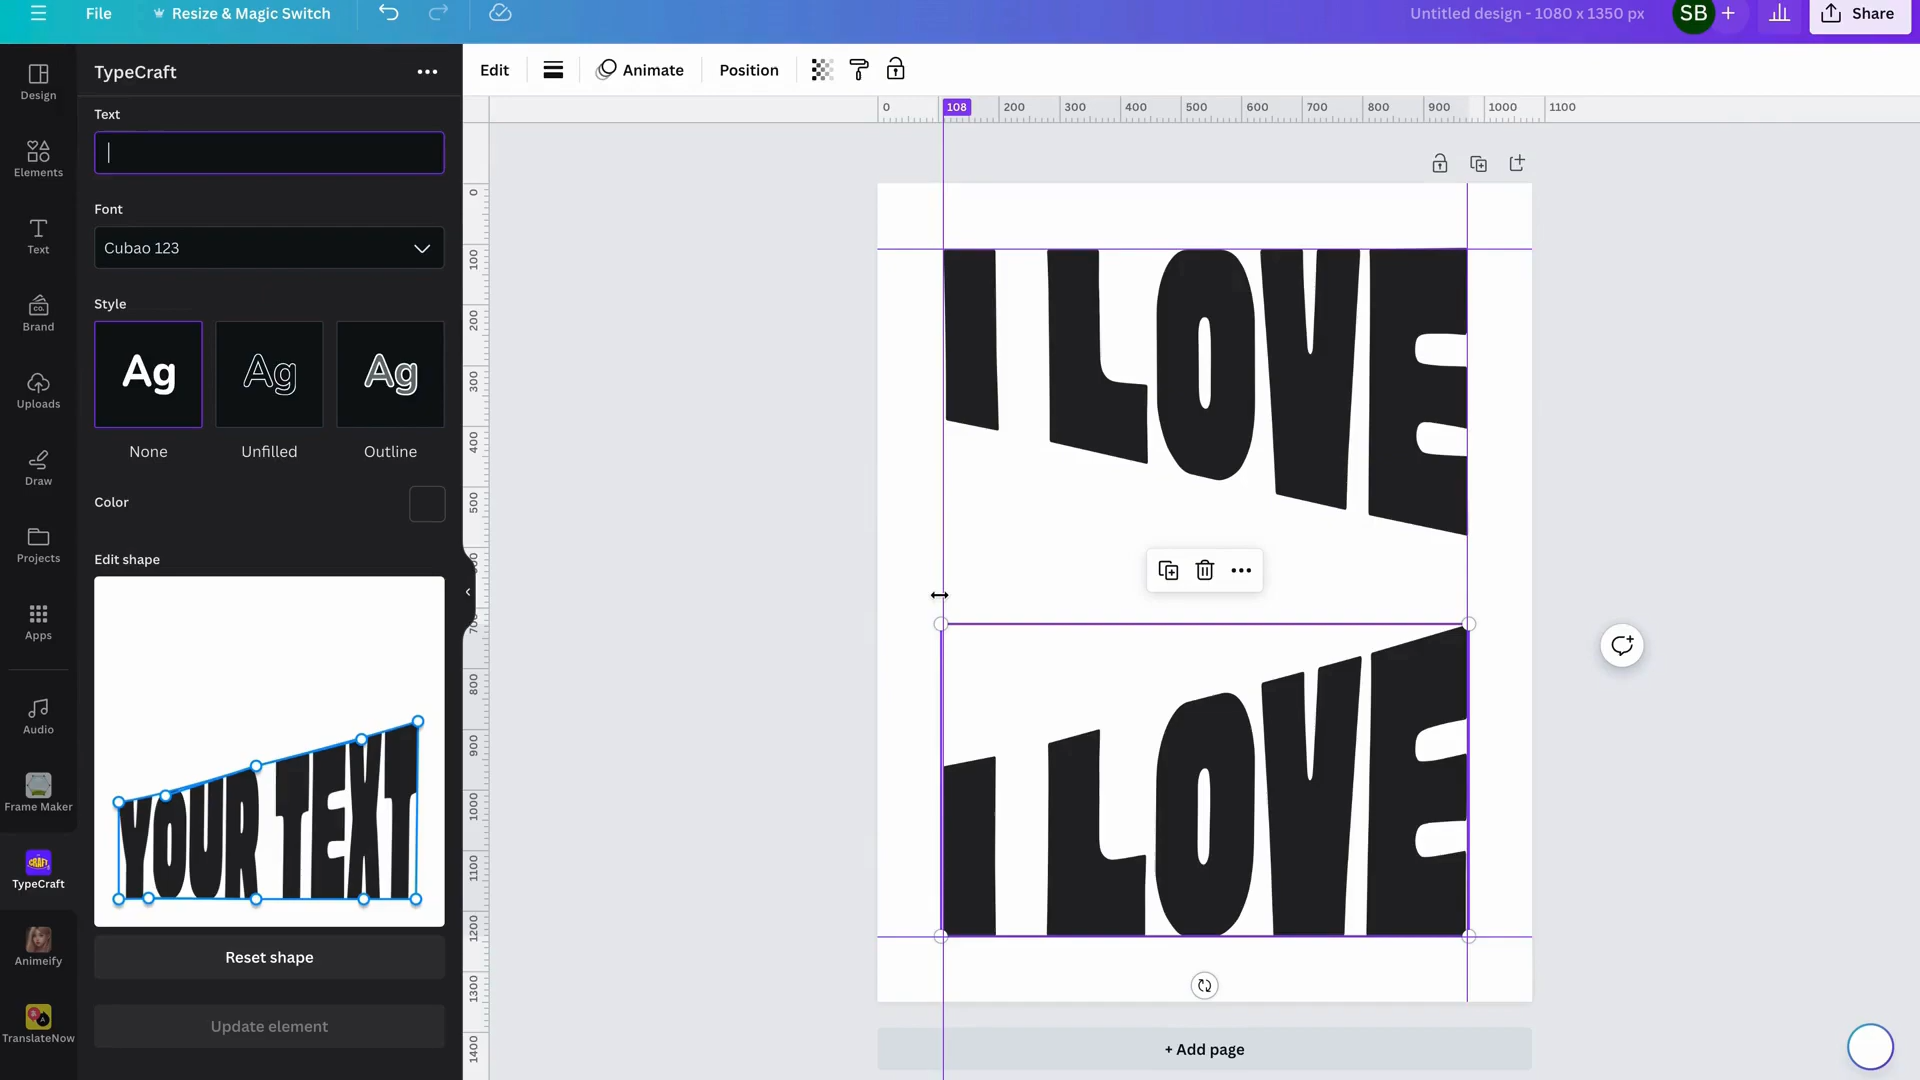 File
Resize & Magic Switch
Untitled design - 1080 x 1350 px
SB
Share
Design
Elements
Text
Brand
Uploads
Draw
Projects
Apps
Audio
Frame Maker
TypeCraft
Animeify
TranslateNow
TypeCraft
Text
Font
Cubao 123
Style
Ag Ag Ag
None Unfilled Outline
Color
Edit shape
YOUR TEXT
Reset shape
Update element
Edit
Animate
Position
0 108 200 300 400 500 600 700 800 900 1000 1100
0
100
200
300
400
500
800
900
1000
1100
1200
1300
1400
I LOVE
I LOVE
+ Add page